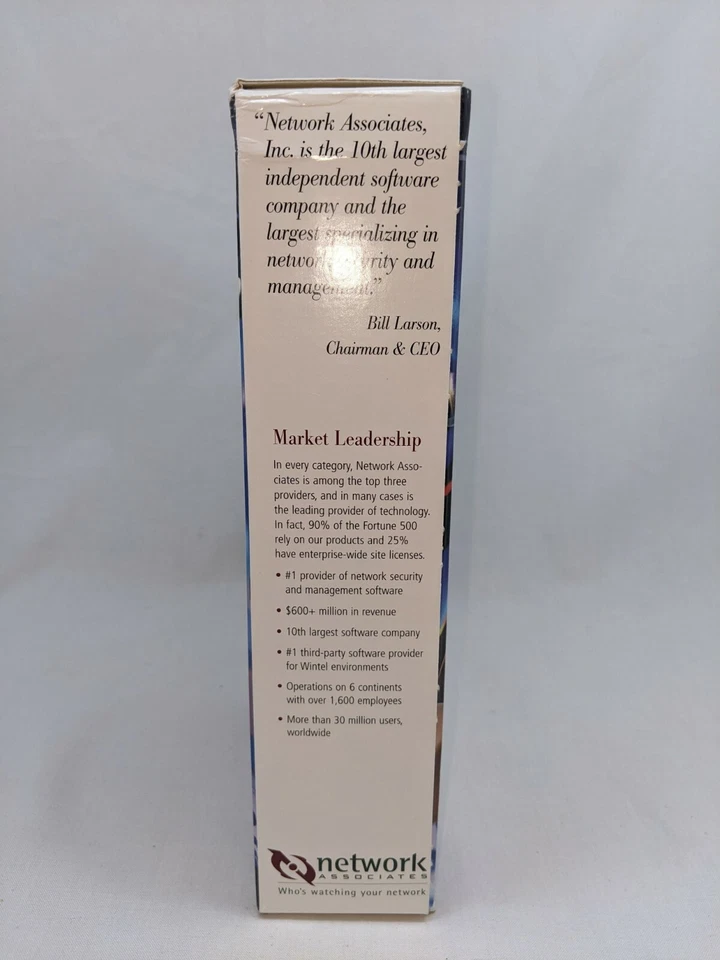 “Network Associates,
Inc. is the 10th largest
independent software
company and the
largest specializing in
network security and
management.”
Bill Larson,
Chairman & CEO
Market Leadership
In every category, Network Asso-
ciates is among the top three
providers, and in many cases is
the leading provider of technology.
In fact, 90% of the Fortune 500
rely on our products and 25%
have enterprise-wide site licenses.
• #1 provider of network security
and management software
• $600+ million in revenue
• 10th largest software company
• #1 third-party software provider
for Wintel environments
• Operations on 6 continents
with over 1,600 employees
• More than 30 million users,
worldwide
network
ASSOCIATES
Who's watching your network